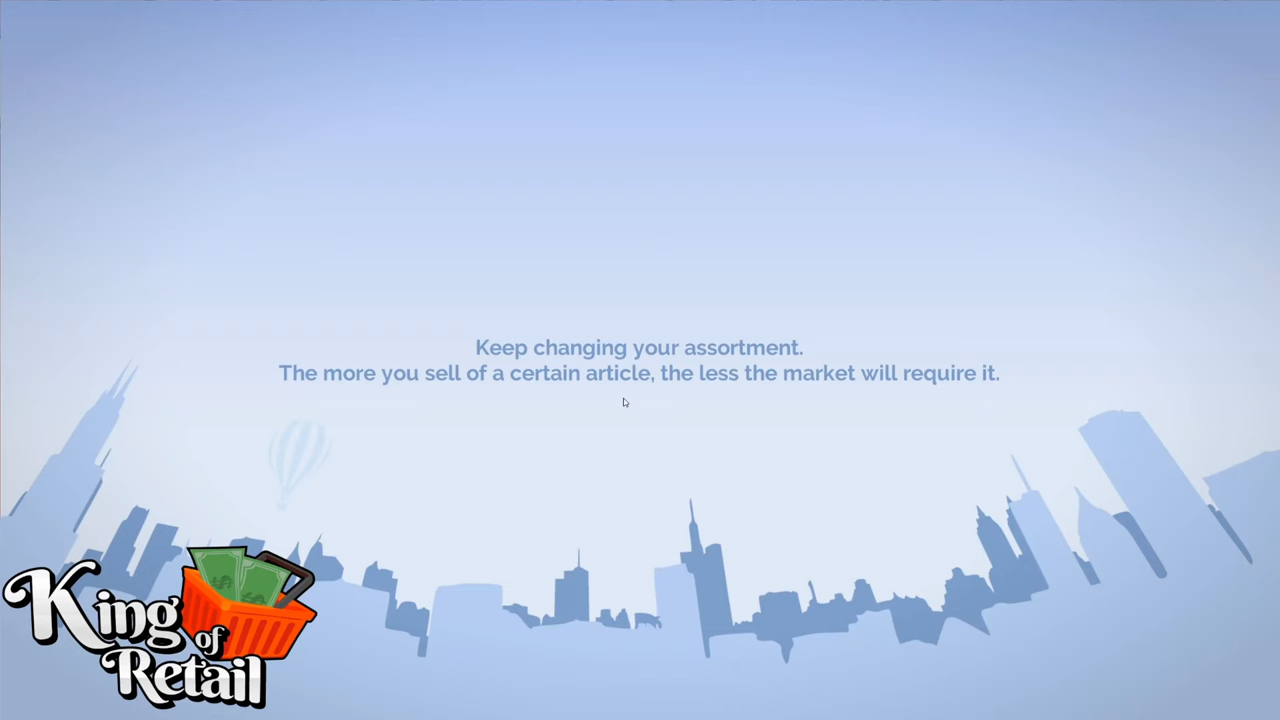 Keep changing your assortment.
The more you sell of a certain article, the less the market will require it.
King
of
Retail